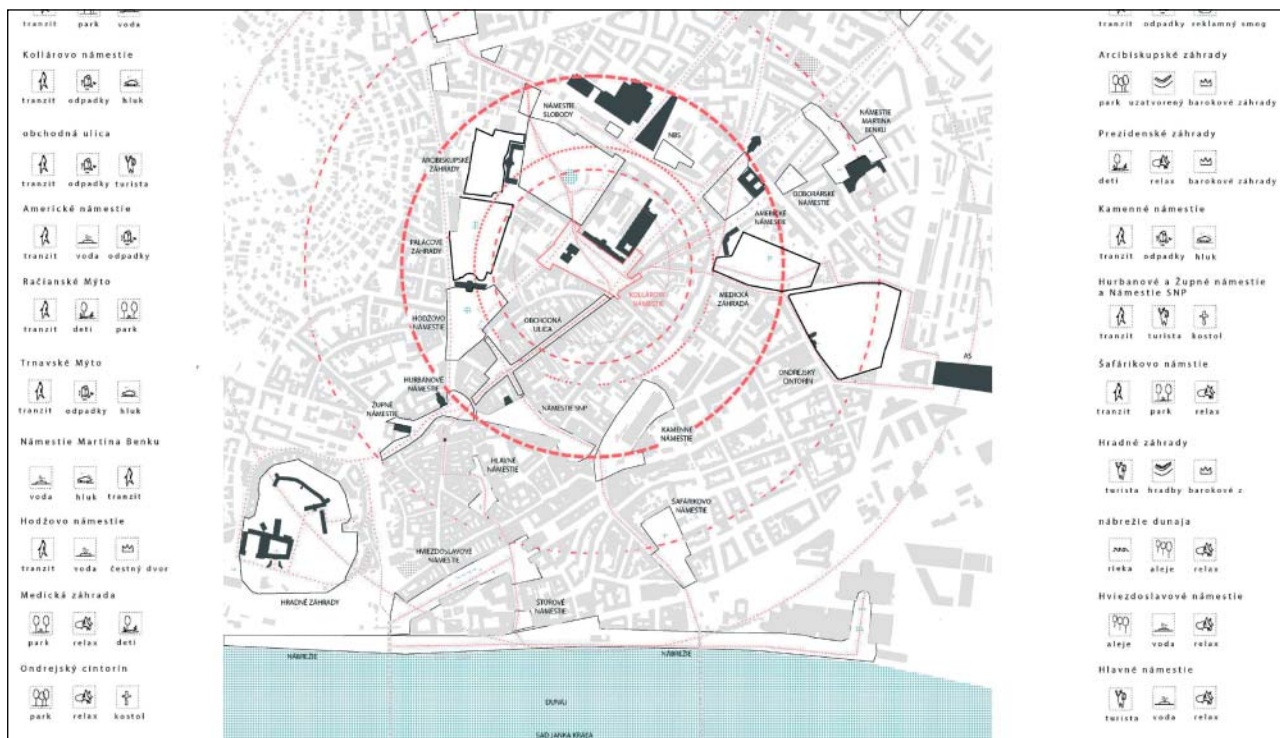 tranzit park voda
Kollárovo námestie
tranzit odpadky hluk
obchodná ulica
tranzit odpadky turista
Americké námestie
tranzit voda odpadky
Račianské Mýto
tranzit deti park
Trnavské Mýto
tranzit odpadky hluk
Námestie Martina Benku
voda hluk tranzit
Hodžovo námestie
tranzit voda čestný dvor
Medická záhrada
park relax deti
Ondrejský cintorín
park relax kostol
NÁMESTIE
SLOBODY
NBS
NÁMESTIE
MARTINA
BENKU
ARCIBISKUPSKÉ
ZÁHRADY
ODBORÁRSKE
NÁMESTIE
AMERICKÉ
NÁMESTIE
PALÁCOVÉ
ZÁHRADY
KOLLÁROVO
NÁMESTIE
MEDICKÁ
ZÁHRADA
HODŽOVO
NÁMESTIE
OBCHODNÁ
ULICA
AS
ONDREJSKÝ
CINTORÍN
HURBANOVÉ
NÁMESTIE
ŽUPNÉ
NÁMESTIE
NÁMESTIE SNP
KAMENNÉ
NÁMESTIE
HLAVNÉ
NÁMESTIE
ŠAFÁRIKOVO
NÁMESTIE
HVIEZDOSLAVOVÉ
NÁMESTIE
HRADNÉ ZÁHRADY
ŠTÚROVÉ
NÁMESTIE
NÁBREŽIE
NÁBREŽIE
DUNAJ
SAD JANKA KRÁĽA
tranzit odpadky reklamný smog
Arcibiskupské záhrady
park uzatvorený barokové záhrady
Prezidenské záhrady
deti relax barokové záhrady
Kamenné námestie
tranzit odpadky hluk
Hurbanové a Župné námestie
a Námestie SNP
tranzit turista kostol
Šafárikovo námstie
tranzit park relax
Hradné záhrady
turista hradby barokové z
nábrežie dunaja
rieka aleje relax
Hviezdoslavové námestie
aleje voda relax
Hlavné námestie
turista voda relax